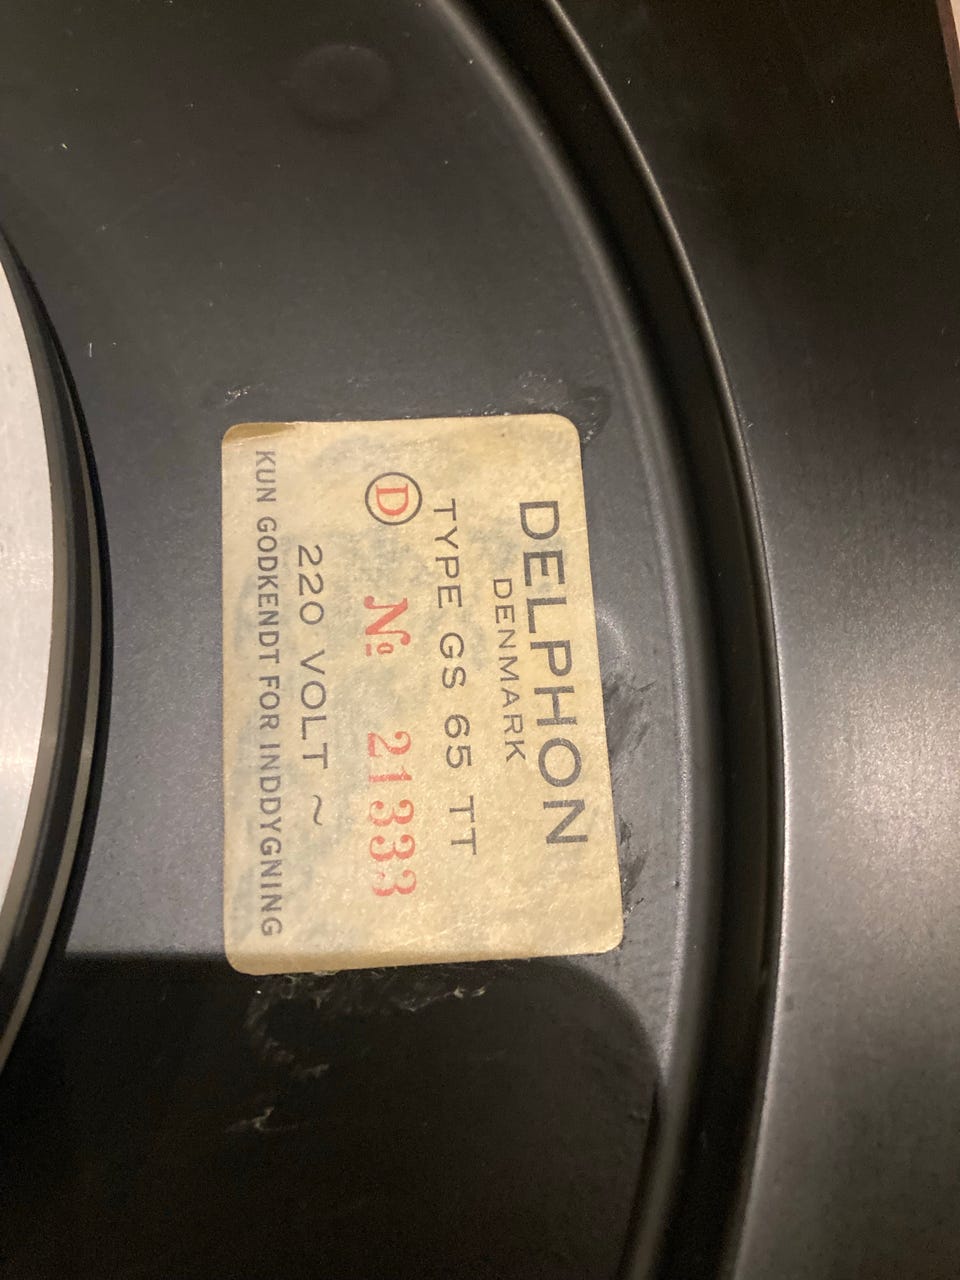 DELPHON
DENMARK
TYPE GS 65 TT
D № 21333
220 VOLT ~
KUN GODKENDT FOR INDDYGNING